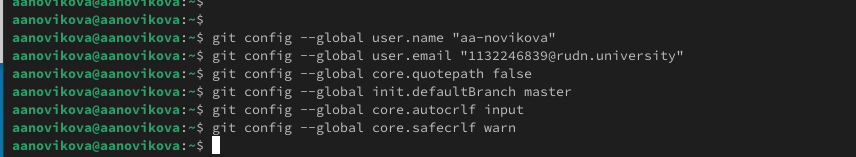 aanovikova@aanovikova:~$
aanovikova@aanovikova:~$
aanovikova@aanovikova:~$ git config --global user.name "aa-novikova"
aanovikova@aanovikova:~$ git config --global user.email "1132246839@rudn.university"
aanovikova@aanovikova:~$ git config --global core.quotepath false
aanovikova@aanovikova:~$ git config --global init.defaultBranch master
aanovikova@aanovikova:~$ git config --global core.autocrlf input
aanovikova@aanovikova:~$ git config --global core.safecrlf warn
aanovikova@aanovikova:~$